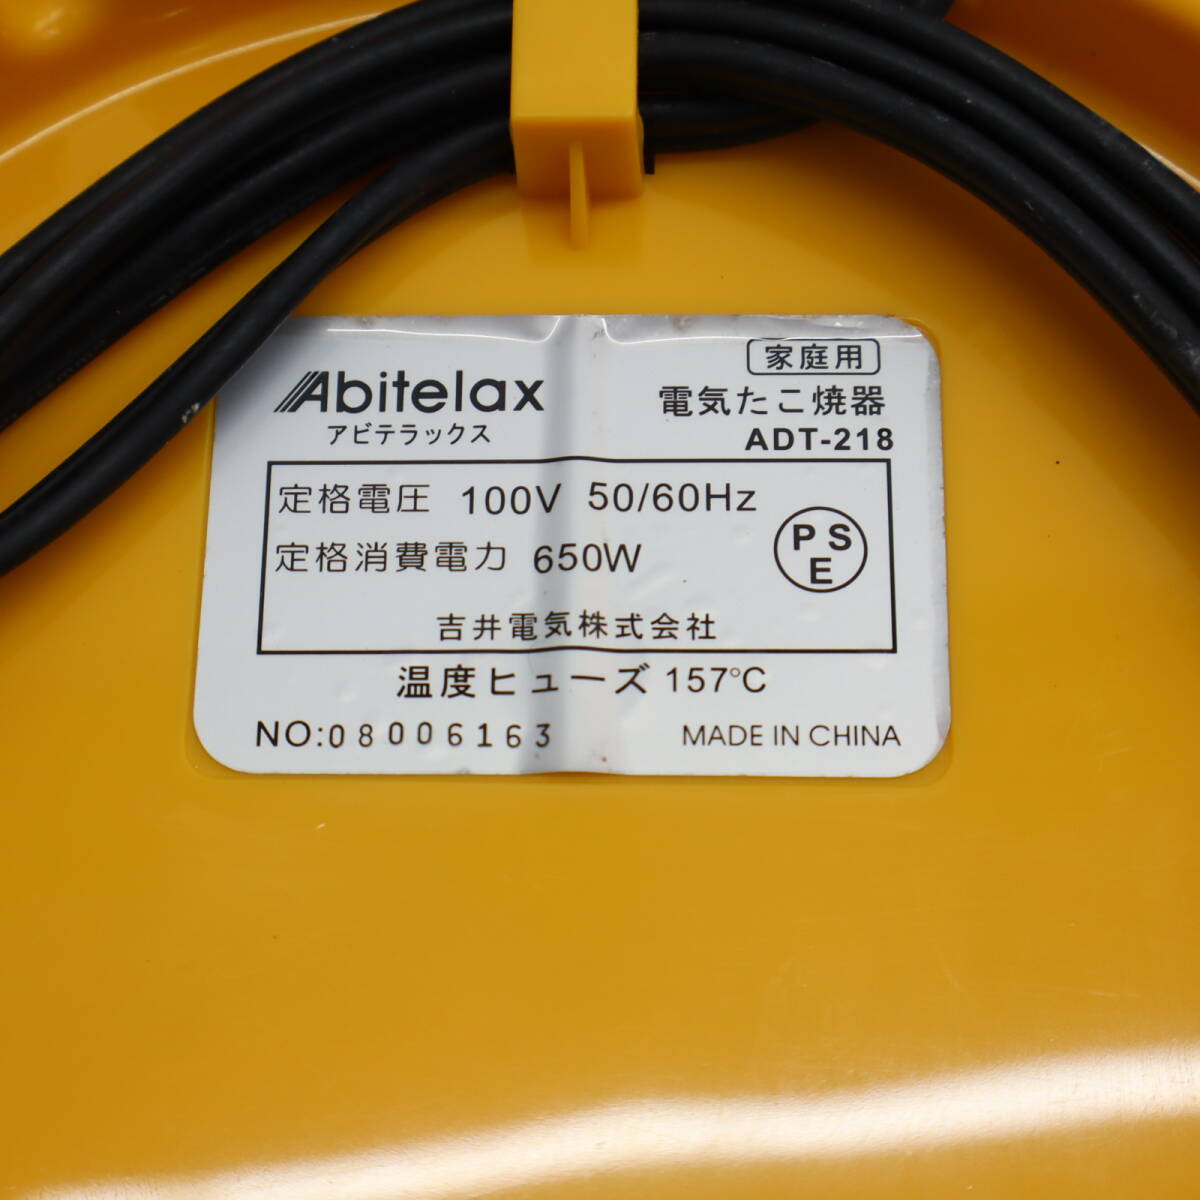 家庭用
Abitelax
電気たこ焼器
アビテラックス
ADT-218
定格電圧 100V 50/60Hz
定格消費電力 650W
PS
E
吉井電気株式会社
温度ヒューズ 157°C
NO:08006163
MADE IN CHINA